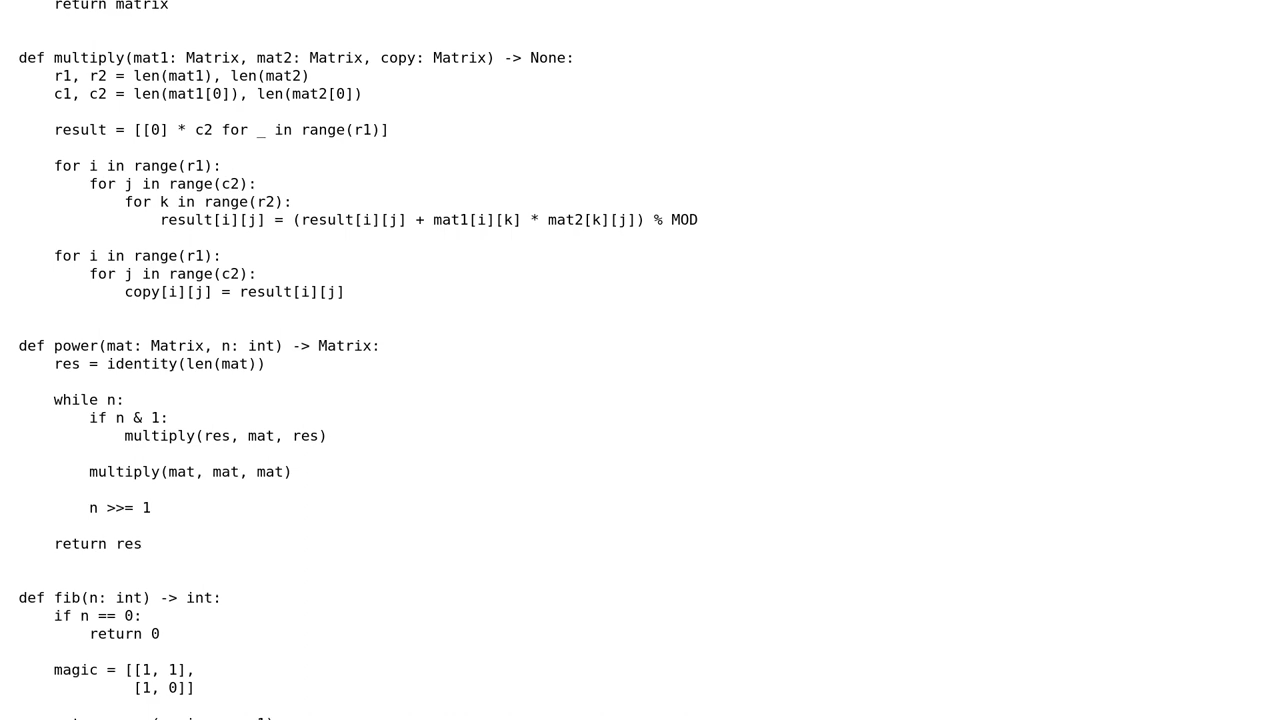 return matrix


def multiply(mat1: Matrix, mat2: Matrix, copy: Matrix) -> None:
    r1, r2 = len(mat1), len(mat2)
    c1, c2 = len(mat1[0]), len(mat2[0])

    result = [[0] * c2 for _ in range(r1)]

    for i in range(r1):
        for j in range(c2):
            for k in range(r2):
                result[i][j] = (result[i][j] + mat1[i][k] * mat2[k][j]) % MOD

    for i in range(r1):
        for j in range(c2):
            copy[i][j] = result[i][j]


def power(mat: Matrix, n: int) -> Matrix:
    res = identity(len(mat))

    while n:
        if n & 1:
            multiply(res, mat, res)

        multiply(mat, mat, mat)

        n >>= 1

    return res


def fib(n: int) -> int:
    if n == 0:
        return 0

    magic = [[1, 1],
             [1, 0]]